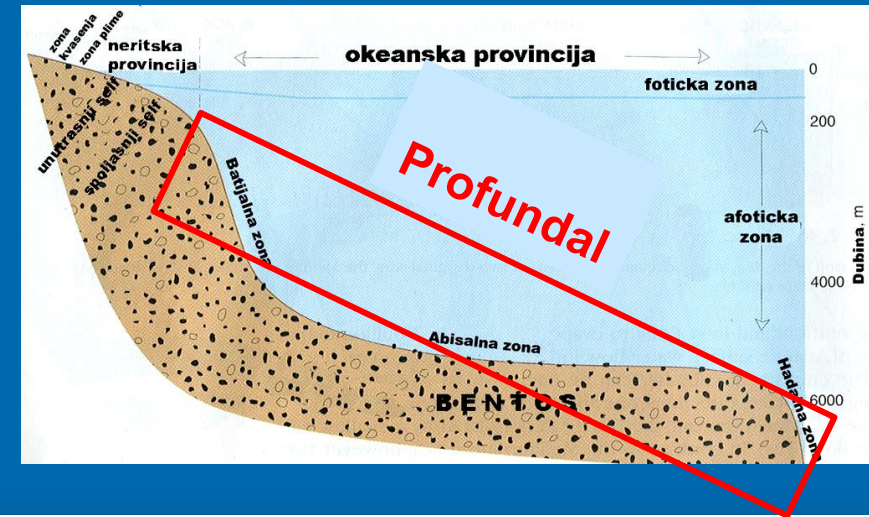 zona
kvasenja
zona plime
neritska
provincija
okeanska provincija
foticka zona
0
200
4000
6000
Dubina, m
afoticka
zona
unutrasnji self
spoljasnji self
Profundal
Batijalna zona
Abisalna zona
Hadalna zona
BENTOS